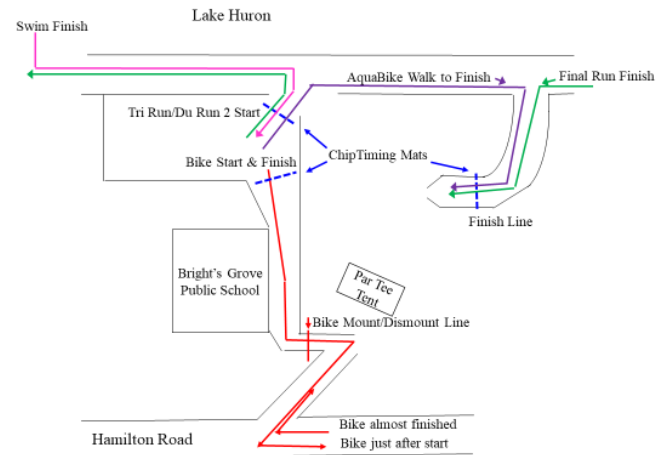 Lake Huron
Swim Finish
AquaBike Walk to Finish
Final Run Finish
Tri Run/Du Run 2 Start
Bike Start & Finish
ChipTiming Mats
Finish Line
Bright's Grove
Public School
Par Tee
Tent
Bike Mount/Dismount Line
Bike almost finished
Hamilton Road
Bike just after start